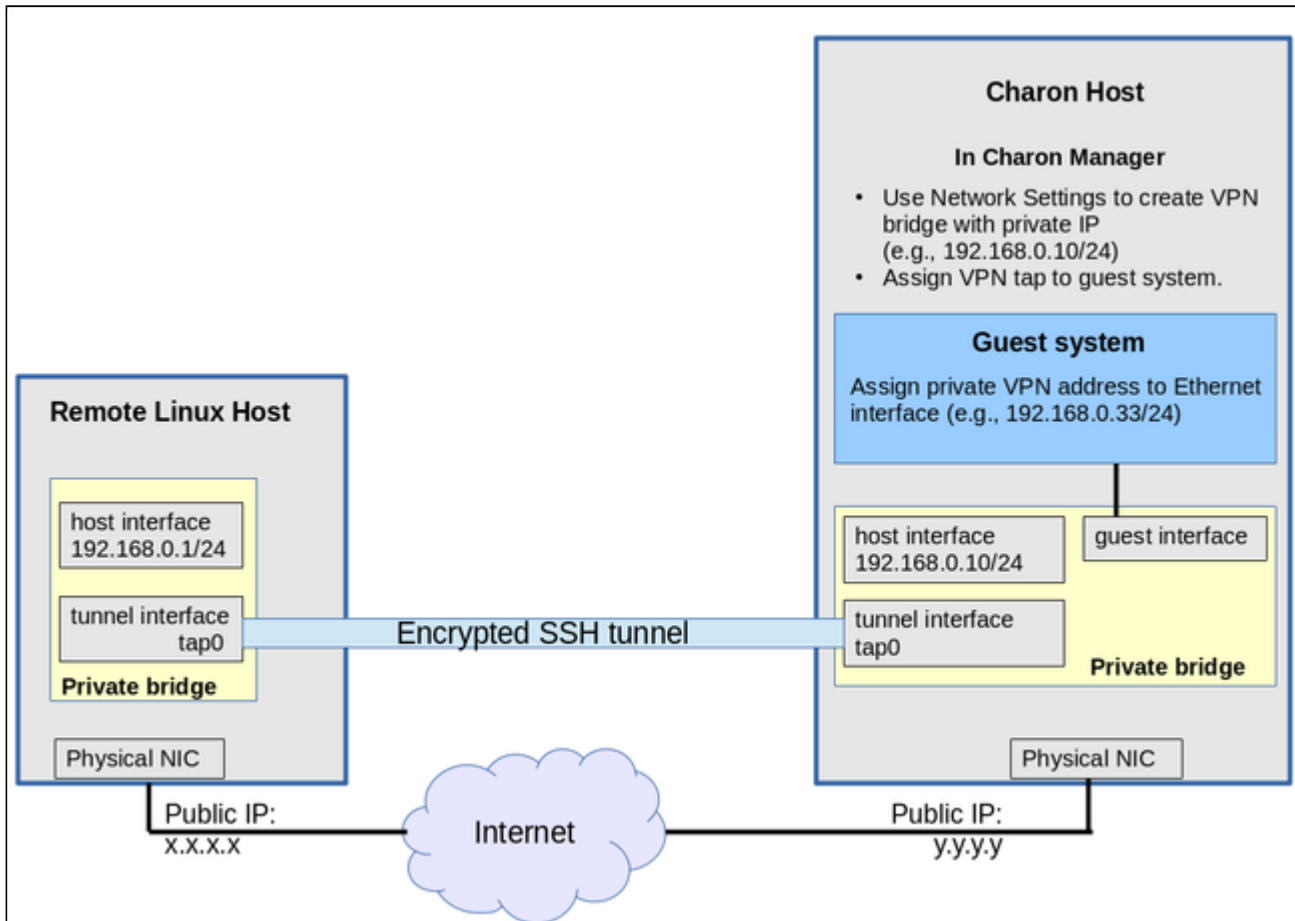 Charon Host
In Charon Manager
• Use Network Settings to create VPN
bridge with private IP
(e.g., 192.168.0.10/24)
• Assign VPN tap to guest system.
Guest system
Assign private VPN address to Ethernet
interface (e.g., 192.168.0.33/24)
Remote Linux Host
host interface
192.168.0.1/24
tunnel interface
tap0
Private bridge
Physical NIC
Encrypted SSH tunnel
host interface
192.168.0.10/24
guest interface
tunnel interface
tap0
Private bridge
Physical NIC
Public IP:
x.x.x.x
Internet
Public IP:
y.y.y.y